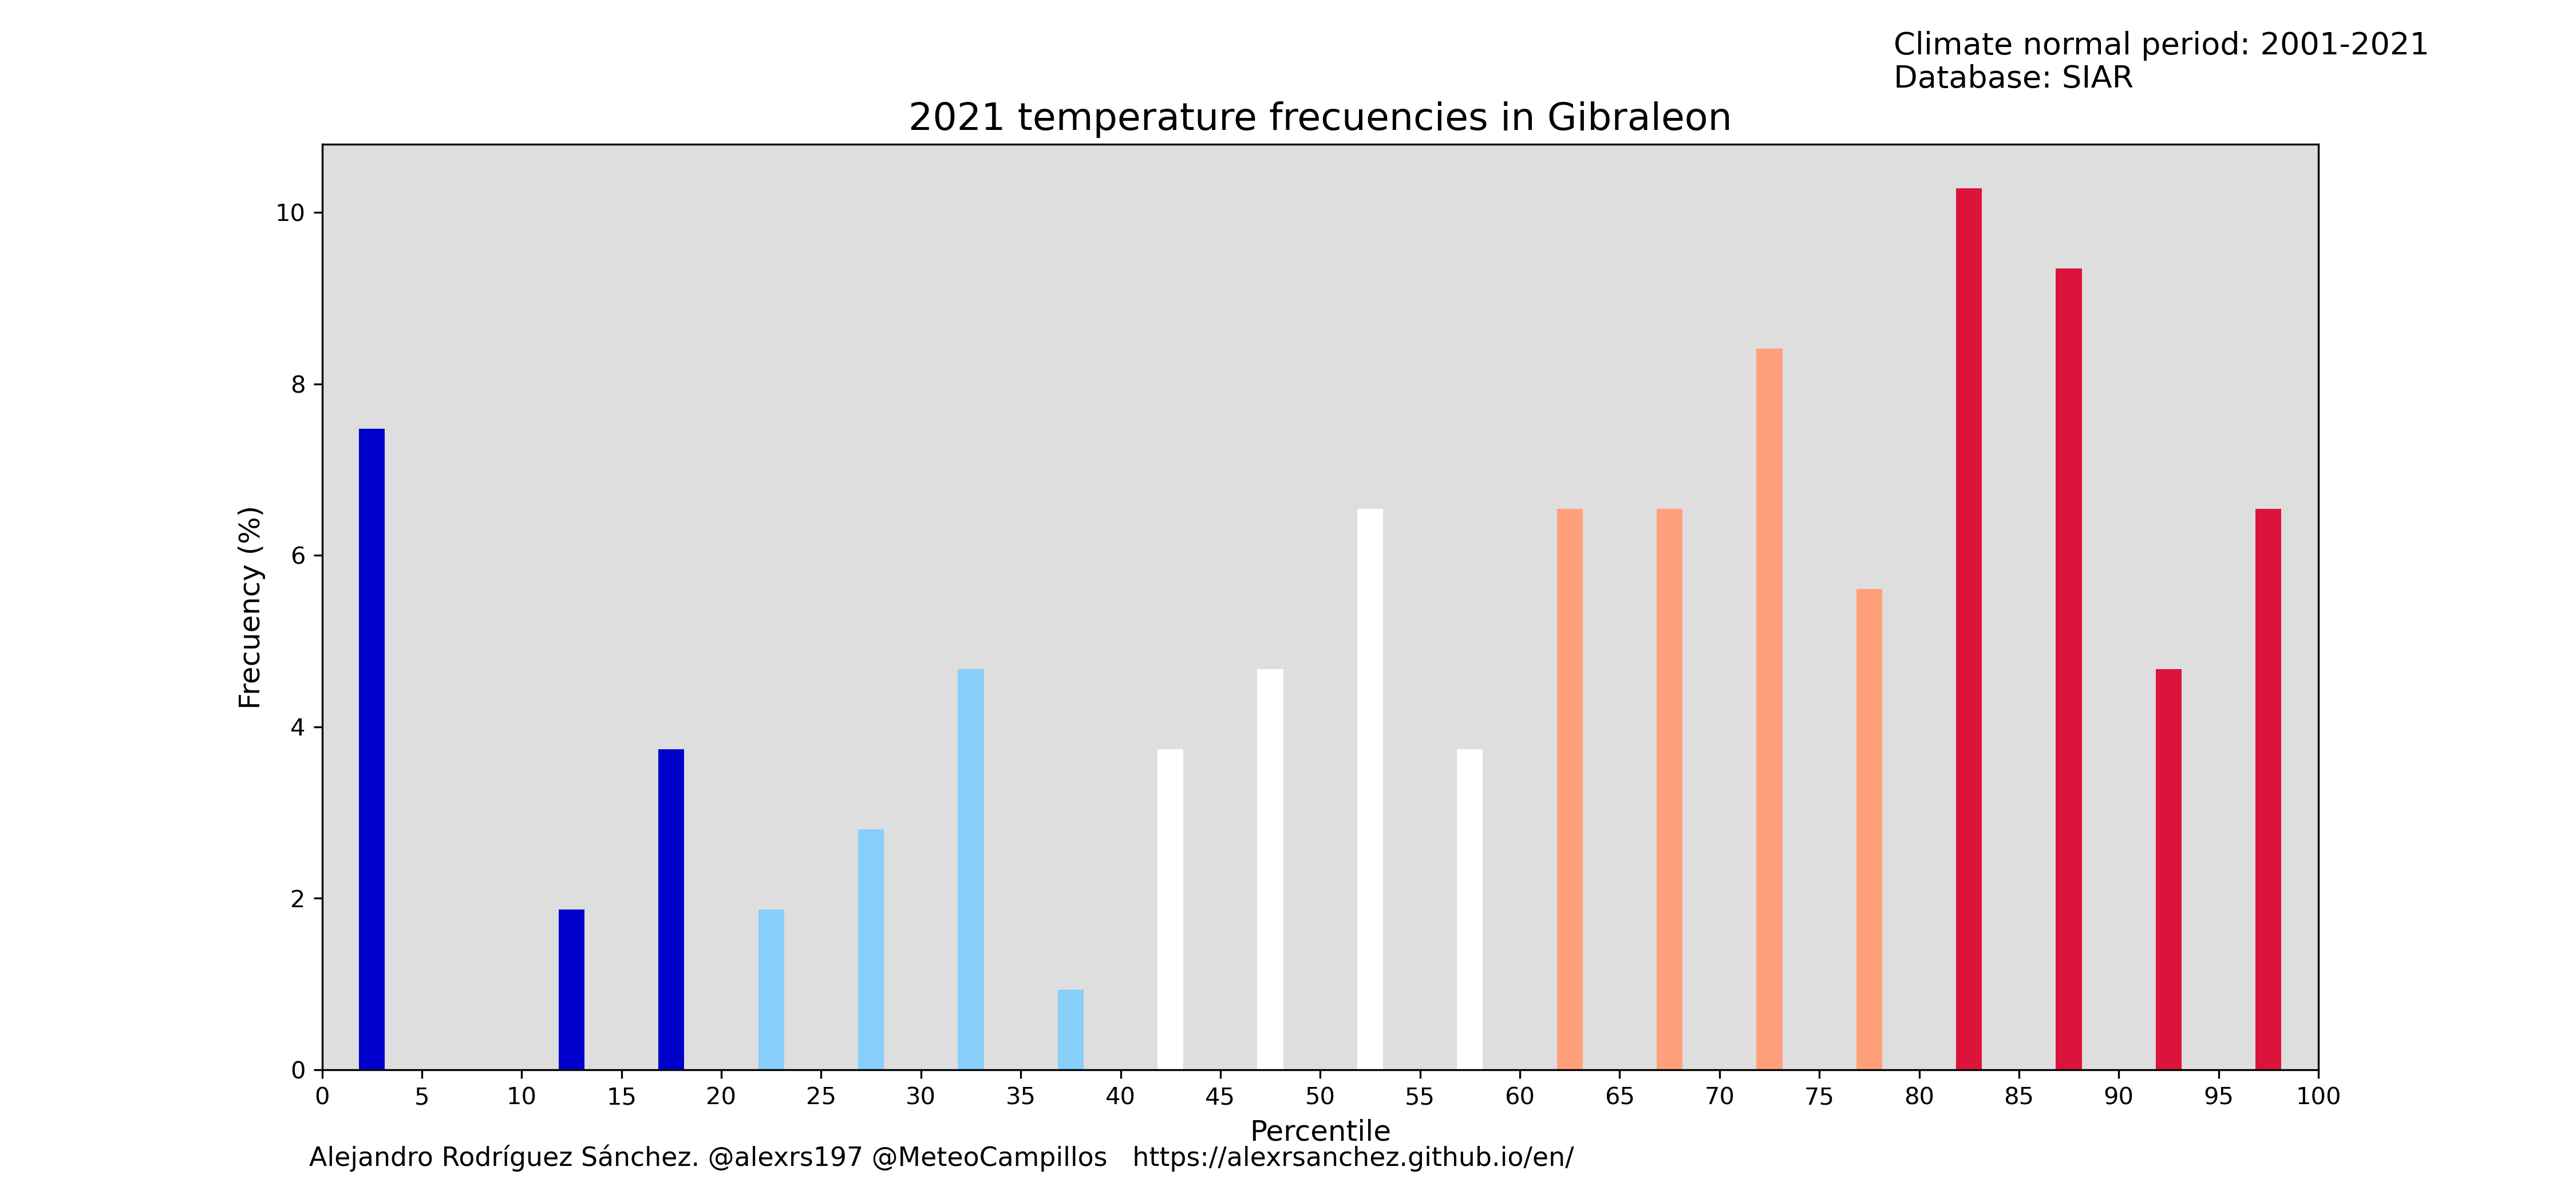 Climate normal period: 2001-2021
Database: SIAR
2021 temperature frecuencies in Gibraleon
10
8
6
4
2
0
Frecuency (%)
0 5 10 15 20 25 30 35 40 45 50 55 60 65 70 75 80 85 90 95 100
Percentile
Alejandro Rodríguez Sánchez. @alexrs197 @MeteoCampillos https://alexrsanchez.github.io/en/